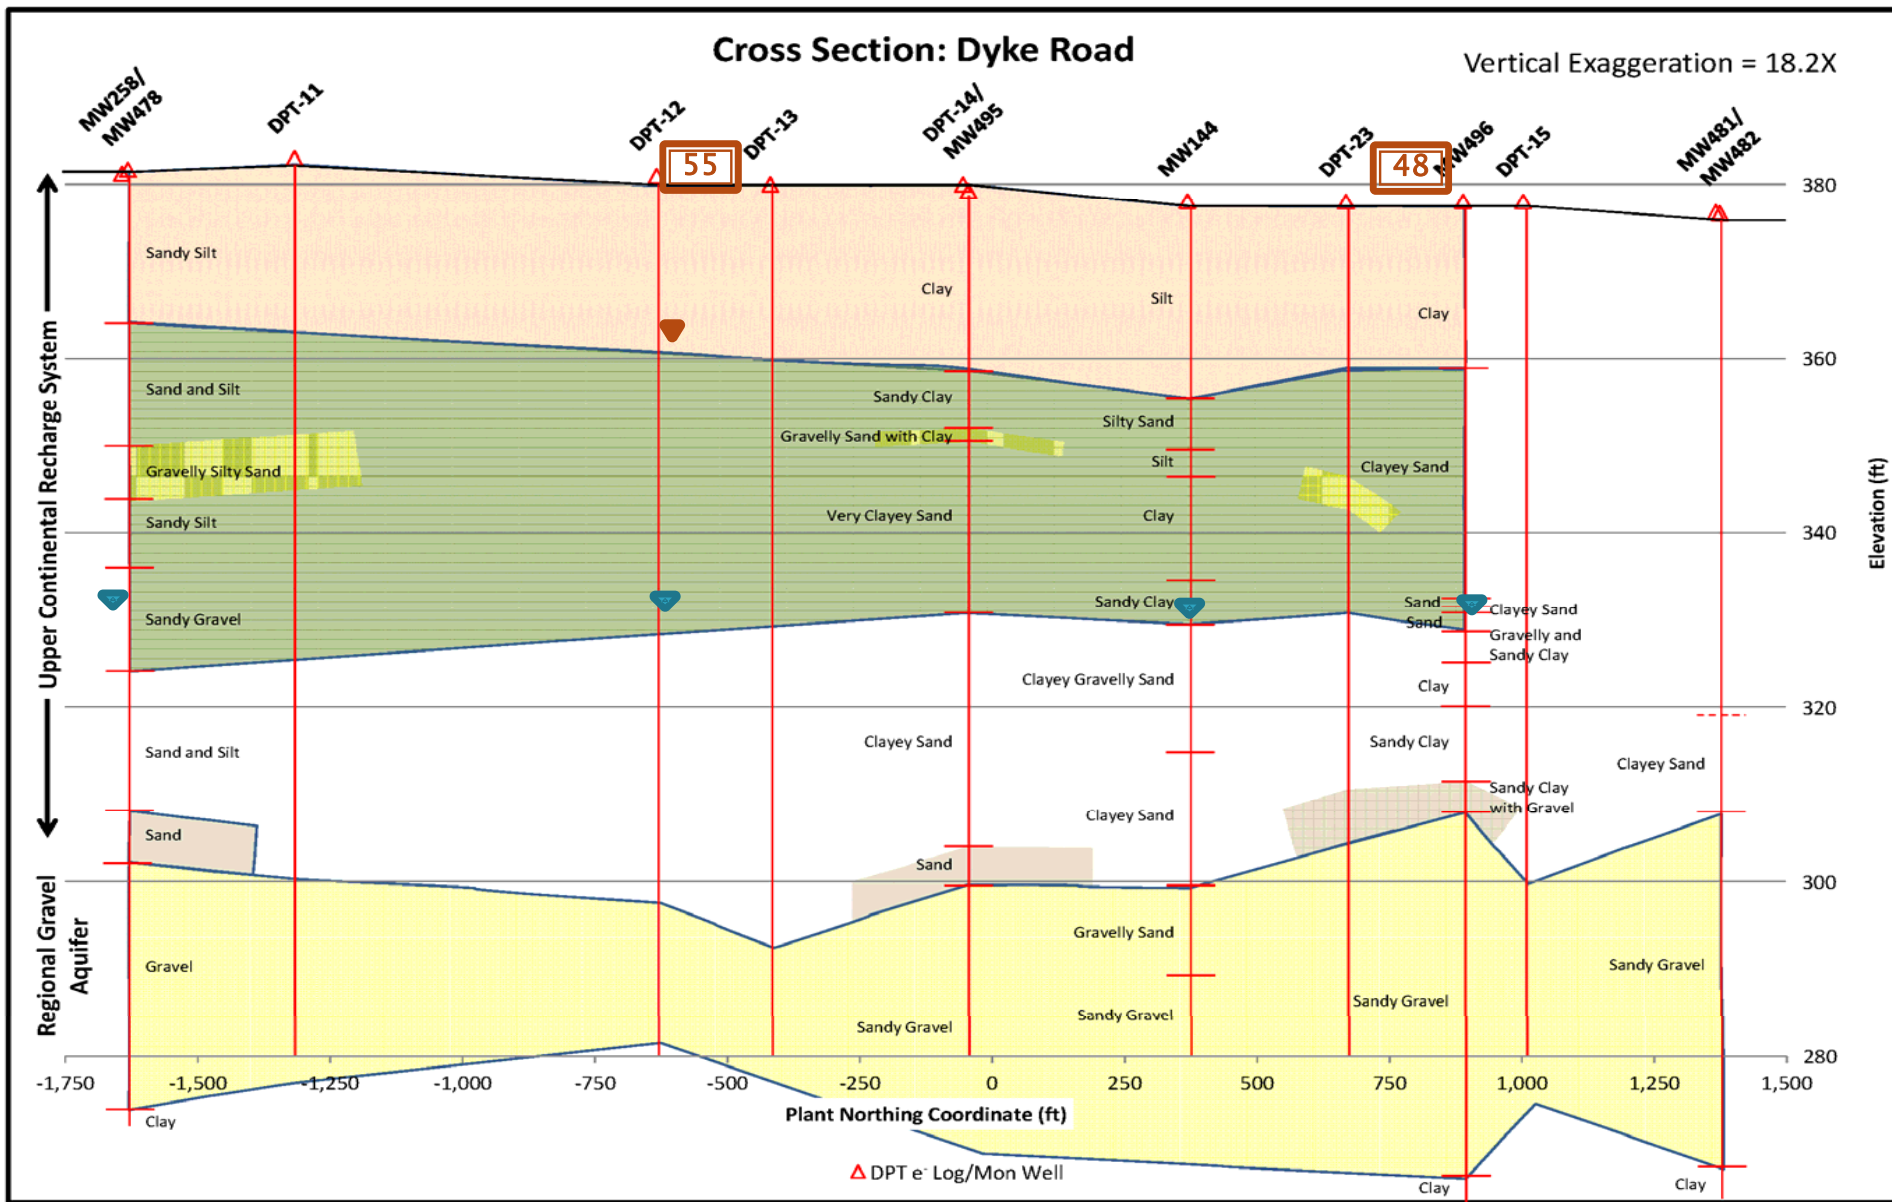 Cross Section: Dyke Road
Vertical Exaggeration = 18.2X
MW258/
MW478
DPT-11
DPT-12
55
DPT-13
DPT-14/
MW495
MW144
DPT-23
48
MW496
DPT-15
MW481/
MW482
Upper Continental Recharge System
Regional Gravel
Aquifer
Elevation (ft)
380
360
340
320
300
280
Sandy Silt
Sand and Silt
Gravelly Silty Sand
Sandy Silt
Sandy Gravel
Sand and Silt
Sand
Gravel
Clay
Clay
Sandy Clay
Gravelly Sand with Clay
Very Clayey Sand
Clayey Sand
Sand
Sandy Gravel
Silt
Silty Sand
Silt
Clay
Sandy Clay
Clayey Gravelly Sand
Clayey Sand
Gravelly Sand
Sandy Gravel
Clay
Clayey Sand
Sand
Sand
Clayey Sand
Gravelly and
Sandy Clay
Clay
Sandy Clay
Sandy Clay
with Gravel
Sandy Gravel
Clay
Clayey Sand
Sandy Gravel
Clay
-1,750 -1,500 -1,250 -1,000 -750 -500 -250 0 250 500 750 1,000 1,250 1,500
Plant Northing Coordinate (ft)
DPT e- Log/Mon Well